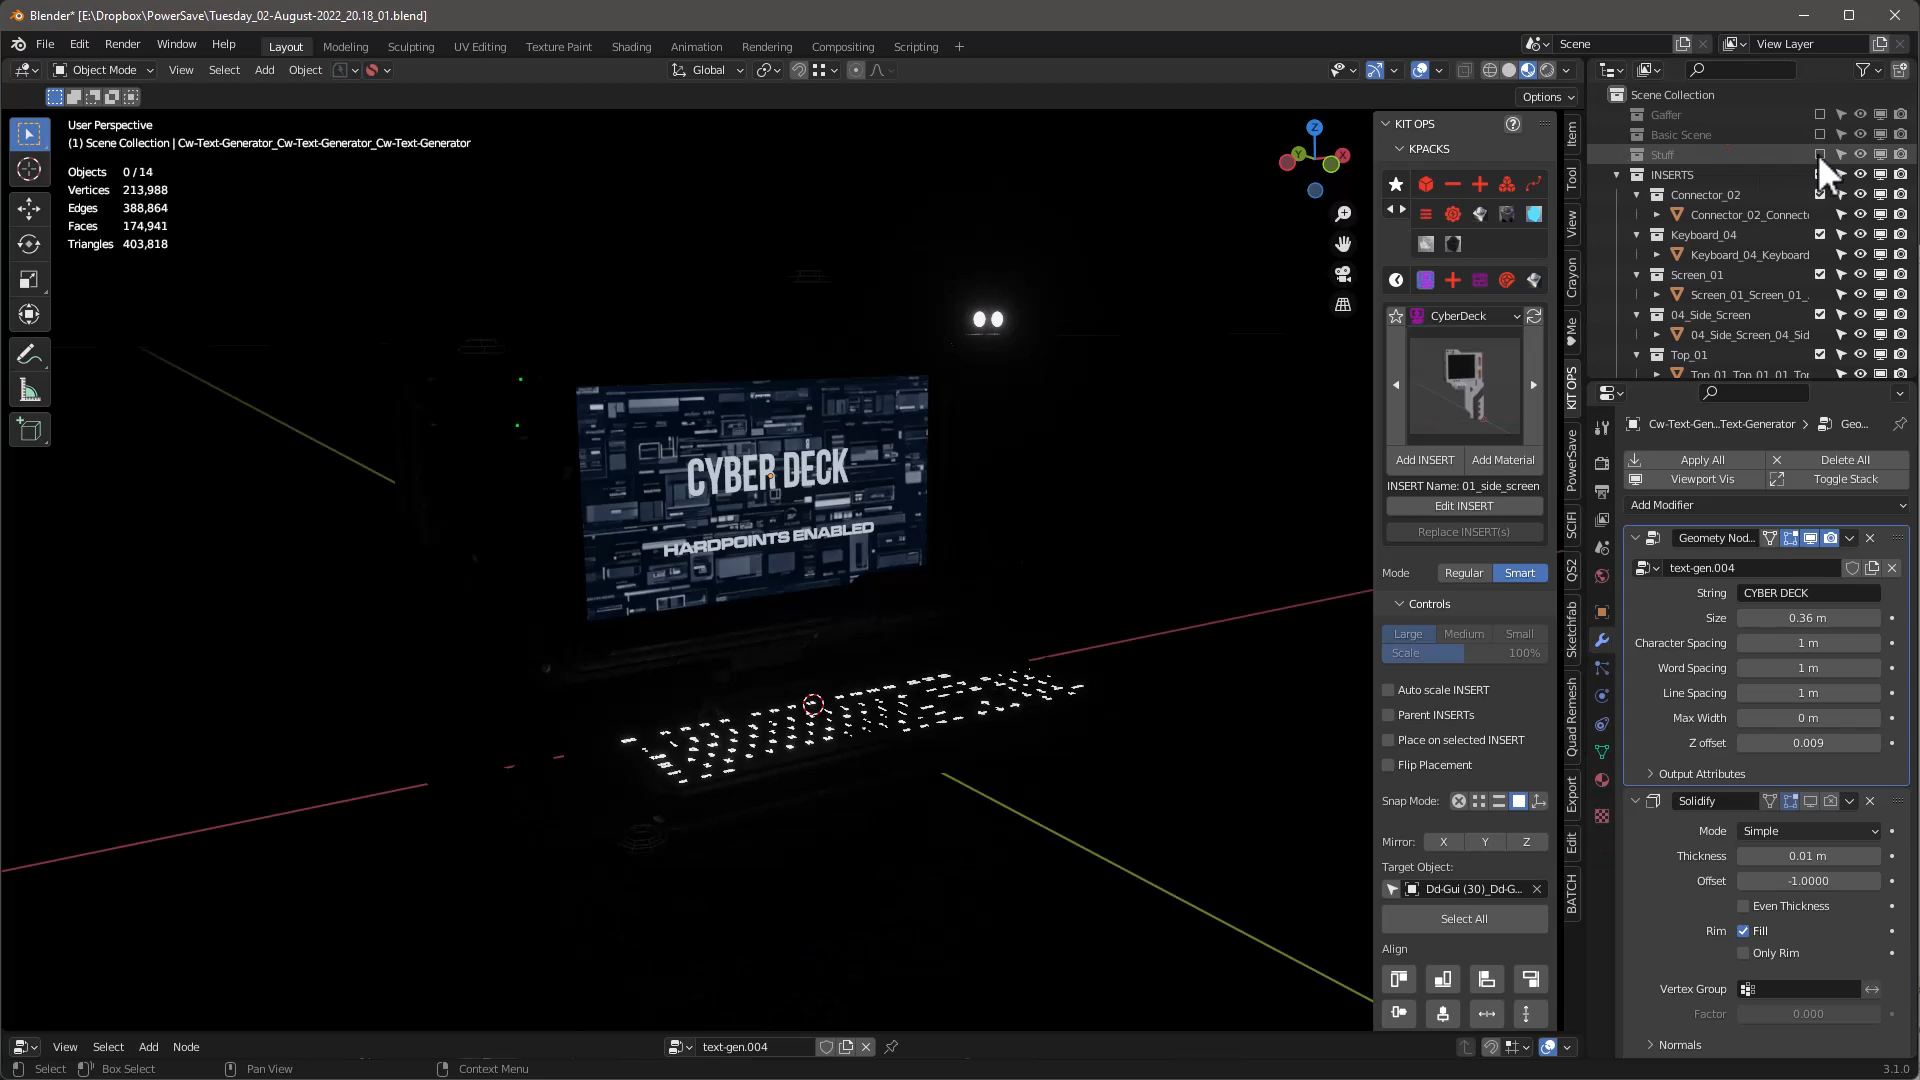 Blender* [E:\Dropbox\PowerSave\Tuesday_02-August-2022_20.18_01.blend]
File Edit Render Window Help Layout Modeling Sculpting UV Editing Texture Paint Shading Animation Rendering Compositing Scripting Scene View Layer
Object Mode View Select Add Object Global
Options
User Perspective
(1) Scene Collection | Cw-Text-Generator_Cw-Text-Generator_Cw-Text-Generator
Objects 0/14
Vertices 213,988
Edges 388,864
Faces 174,941
Triangles 403,818
Z
Y
X
CYBER DECK
HARDPOINTS ENABLED
KIT OPS
KPACKS
CyberDeck
Add INSERT Add Material
INSERT Name: 01_side_screen
Edit INSERT
Replace INSERT(s)
Mode Regular Smart
Controls
Large Medium Small
Scale 100%
Auto scale INSERT
Parent INSERTs
Place on selected INSERT
Flip Placement
Snap Mode:
Mirror: X Y Z
Target Object:
Dd-Gui (30)_Dd-G...
Select All
Align
Item
Tool
View
Crayon
Me
KIT OPS
PowerSave
SCIFI
QS2
Sketchfab
Quad Remesh
Export
Edit
BATCH
Scene Collection
Gaffer
Basic Scene
Stuff
INSERTS
Connector_02
Connector_02_Connecto
Keyboard_04
Keyboard_04_Keyboard
Screen_01
Screen_01_Screen_01_.
04_Side_Screen
04_Side_Screen_04_Sid
Top_01
Top_01_Top_01_01_Top
Cw-Text-Gen...Text-Generator Geo...
Apply All Delete All
Viewport Vis Toggle Stack
Add Modifier
Geometry Nod...
text-gen.004
String CYBER DECK
Size 0.36 m
Character Spacing 1 m
Word Spacing 1 m
Line Spacing 1 m
Max Width 0 m
Z offset 0.009
Output Attributes
Solidify
Mode Simple
Thickness 0.01 m
Offset -1.0000
Even Thickness
Rim Fill
Only Rim
Vertex Group
Factor 0.000
Normals
View Select Add Node text-gen.004
Select Box Select Pan View Context Menu 3.1.0